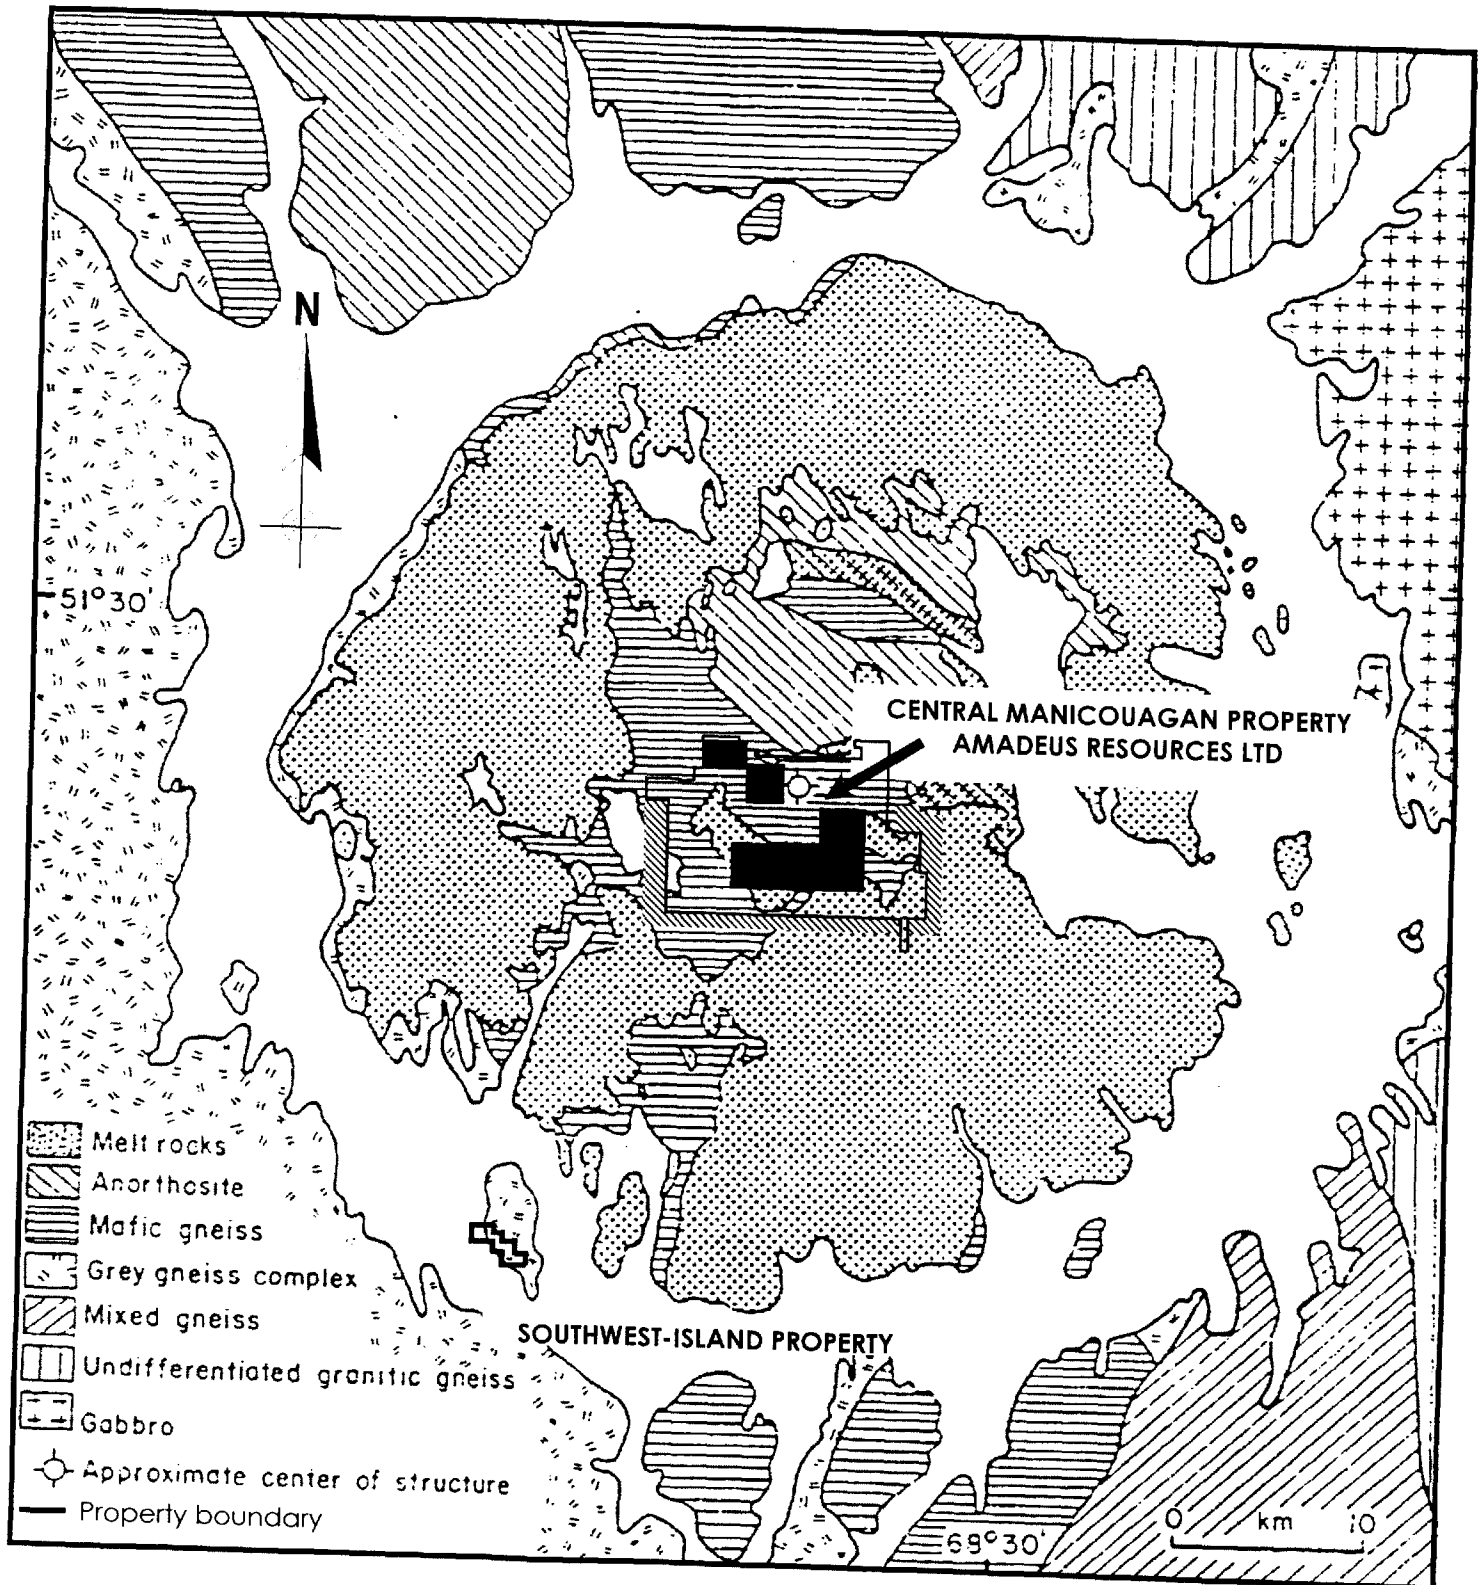 N
51°30'
CENTRAL MANICOUAGAN PROPERTY
AMADEUS RESOURCES LTD
Melt rocks
Anorthosite
Mafic gneiss
Grey gneiss complex
Mixed gneiss
Undifferentiated granitic gneiss
Gabbro
Approximate center of structure
Property boundary
SOUTHWEST-ISLAND PROPERTY
68°30'
0 km 10